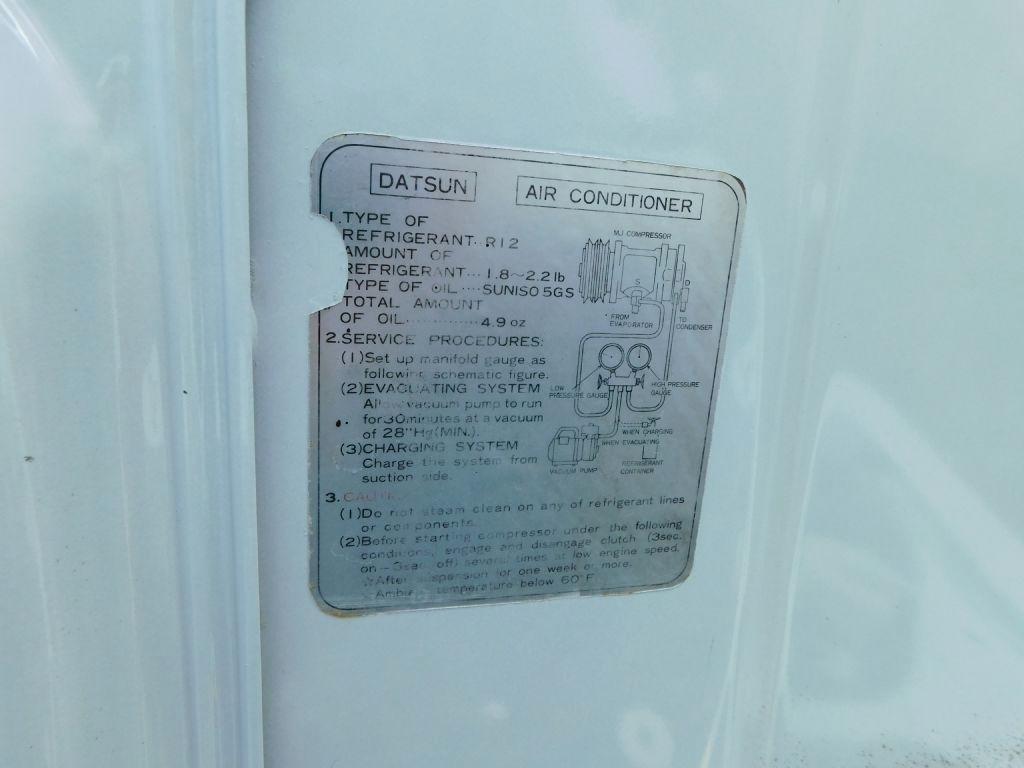 DATSUN AIR CONDITIONER
1.TYPE OF
REFRIGERANT··R12
AMOUNT OF
REFRIGERANT···1.8~2.2lb
TYPE OF OIL····SUNISO 5GS
TOTAL AMOUNT
OF OIL·············4.9 oz
2.SERVICE PROCEDURES:
(1)Set up manifold gauge as
following schematic figure.
(2)EVACUATING SYSTEM
Allow vacuum pump to run
for 30 minutes at a vacuum
of 28"Hg(MIN.).
(3)CHARGING SYSTEM
Charge the system from
suction side.
MJ COMPRESSOR
S
D
FROM
EVAPORATOR
TO
CONDENSER
LOW
PRESSURE GAUGE
HIGH PRESSURE
GAUGE
WHEN CHARGING
WHEN EVACUATING
VACUUM PUMP
REFRIGERANT
CONTAINER
3.
(1)Do not steam clean on any of refrigerant lines
or components.
(2)Before starting compressor under the following
conditions, engage and disengage clutch (3sec.
on-3sec. off) several times at low engine speed.
☆After suspension for one week or more.
temperature below 60°F